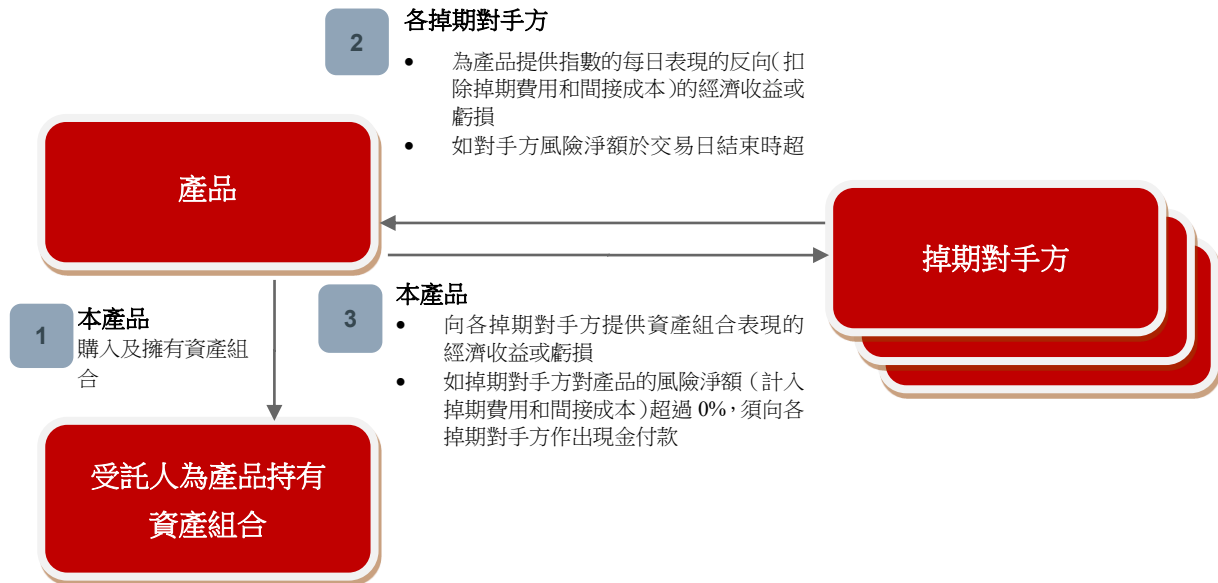 2
各掉期對手方
• 為產品提供指數的每日表現的反向(扣
除掉期費用和間接成本)的經濟收益或
虧損
• 如對手方風險淨額於交易日結束時超
產品
掉期對手方
1
本產品
購入及擁有資產組
合
3
本產品
• 向各掉期對手方提供資產組合表現的
經濟收益或虧損
• 如掉期對手方對產品的風險淨額(計入
掉期費用和間接成本)超過 0%,須向各
掉期對手方作出現金付款
受託人為產品持有
資產組合